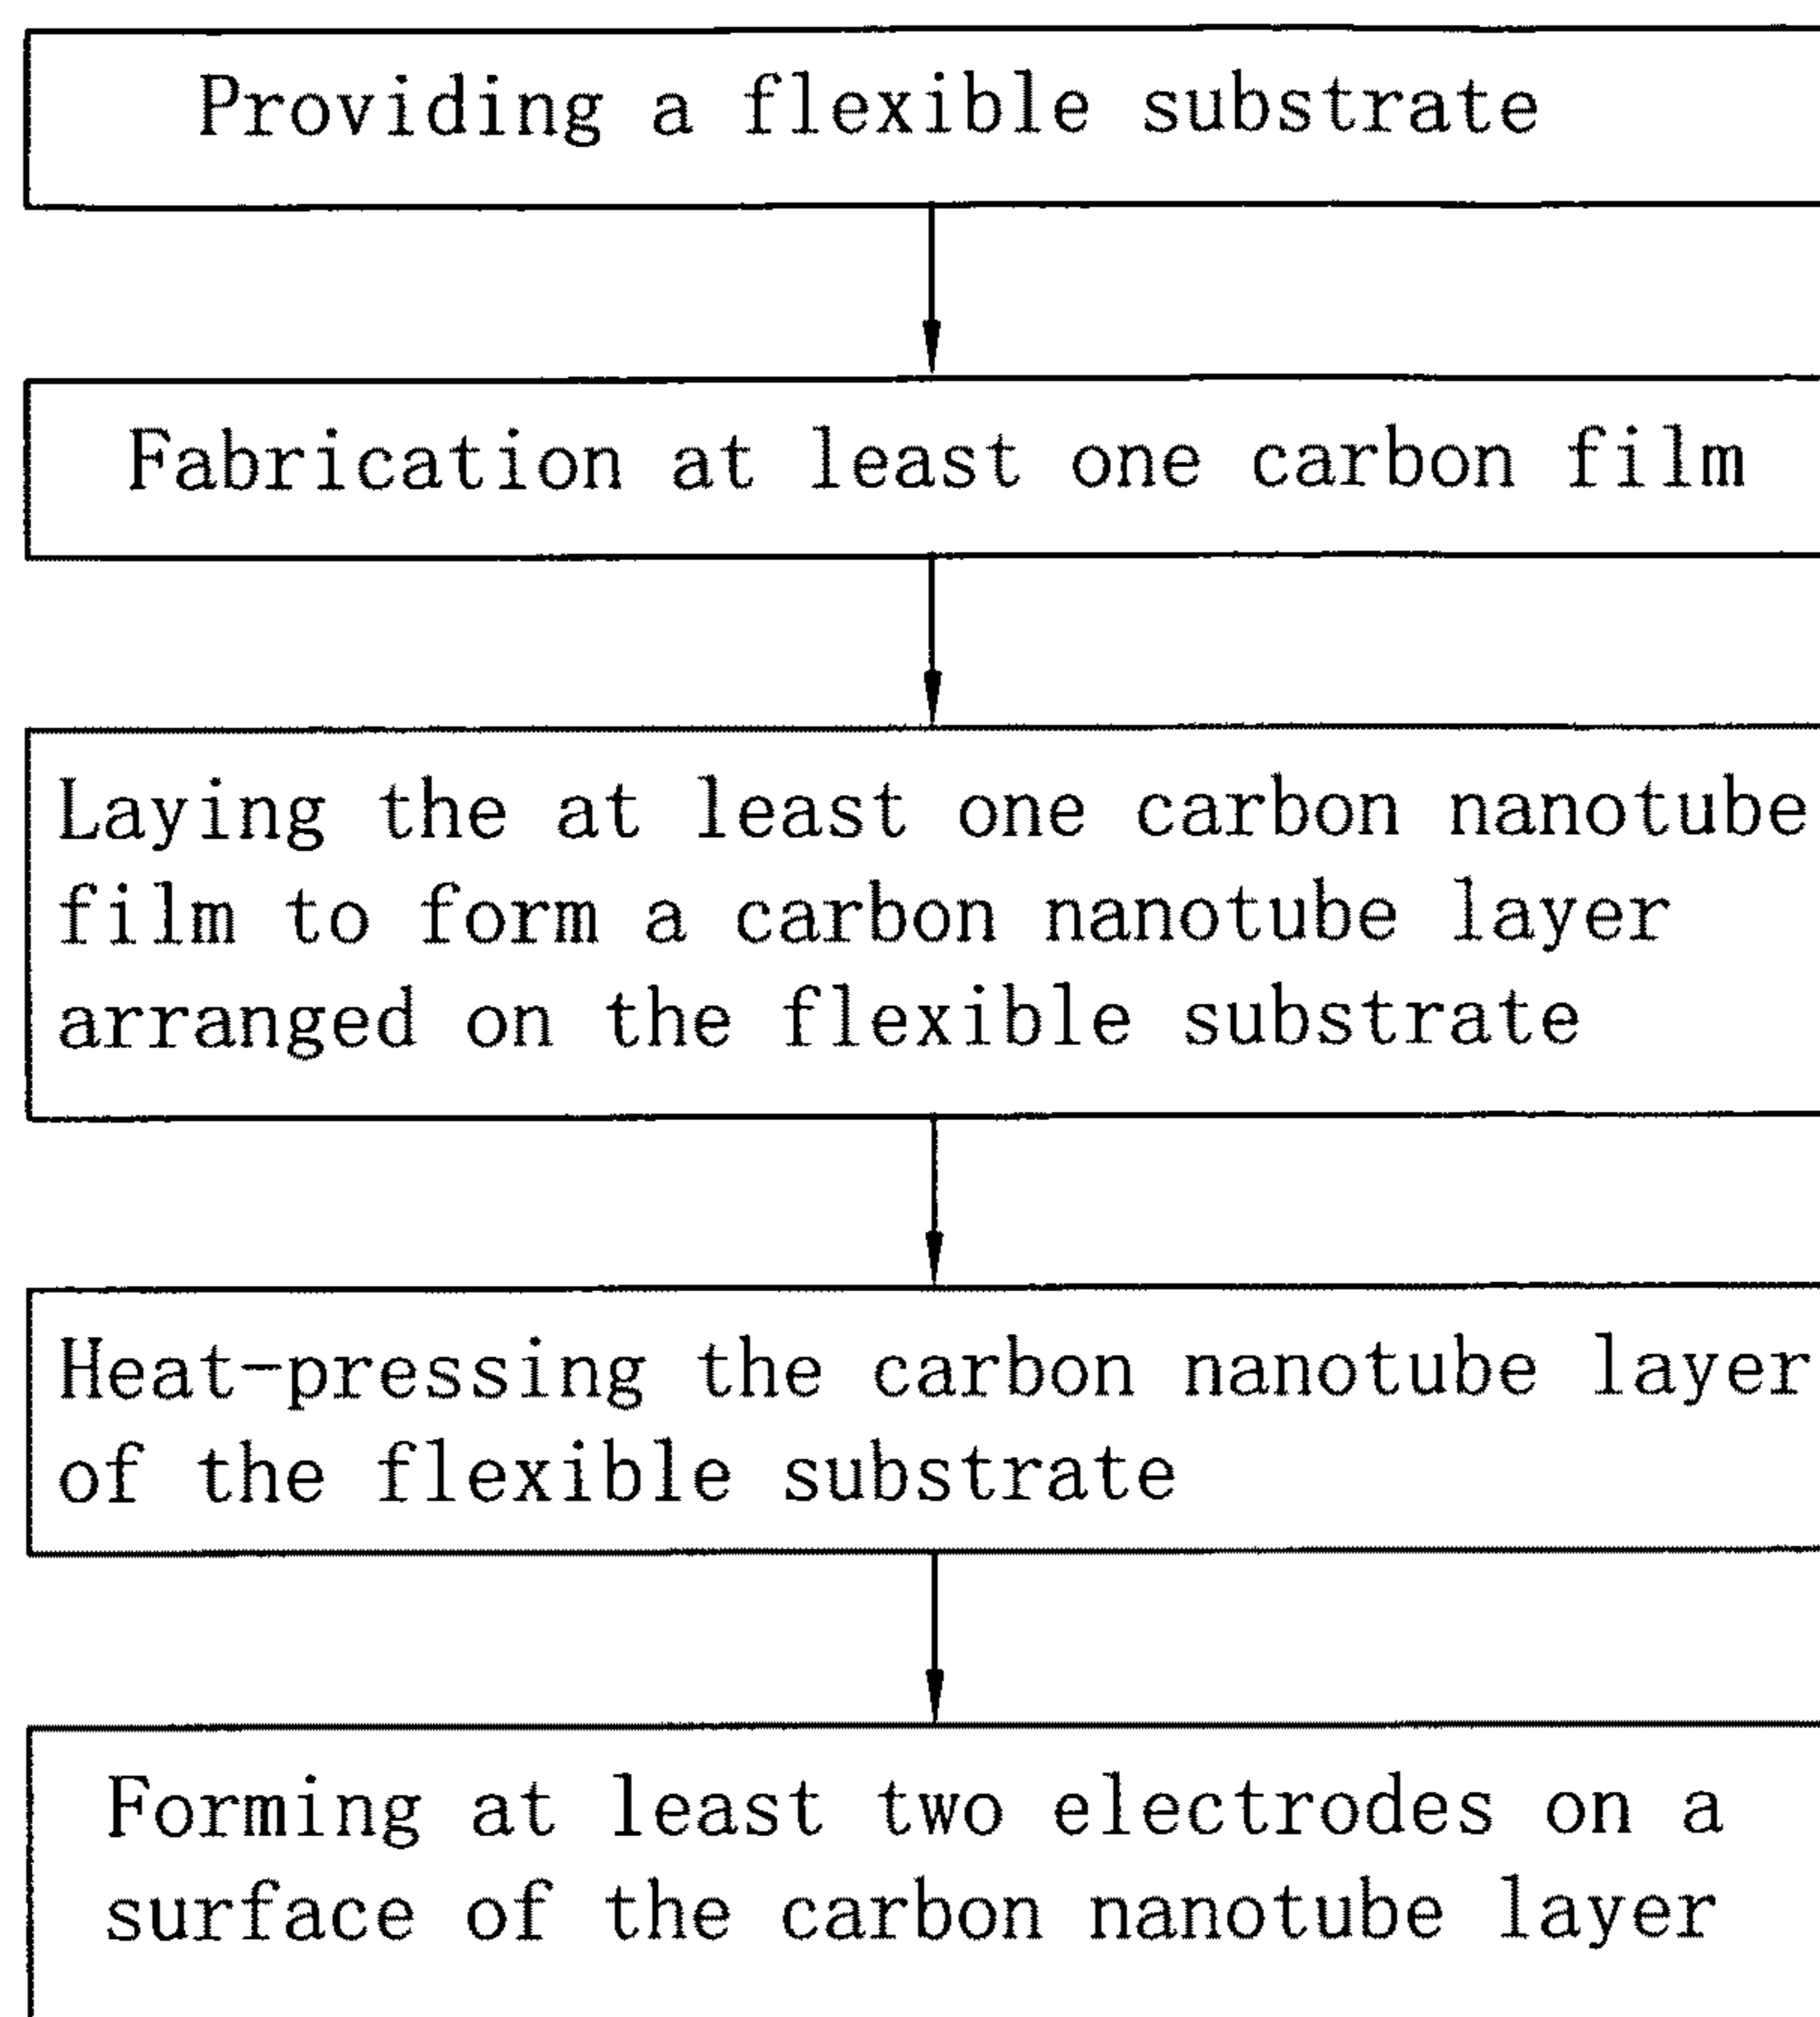 Providing a flexible substrate
Fabrication at least one carbon film
Laying the at least one carbon nanotube
film to form a carbon nanotube layer
arranged on the flexible substrate
Heat-pressing the carbon nanotube layer
of the flexible substrate
Forming at least two electrodes on a
surface of the carbon nanotube layer